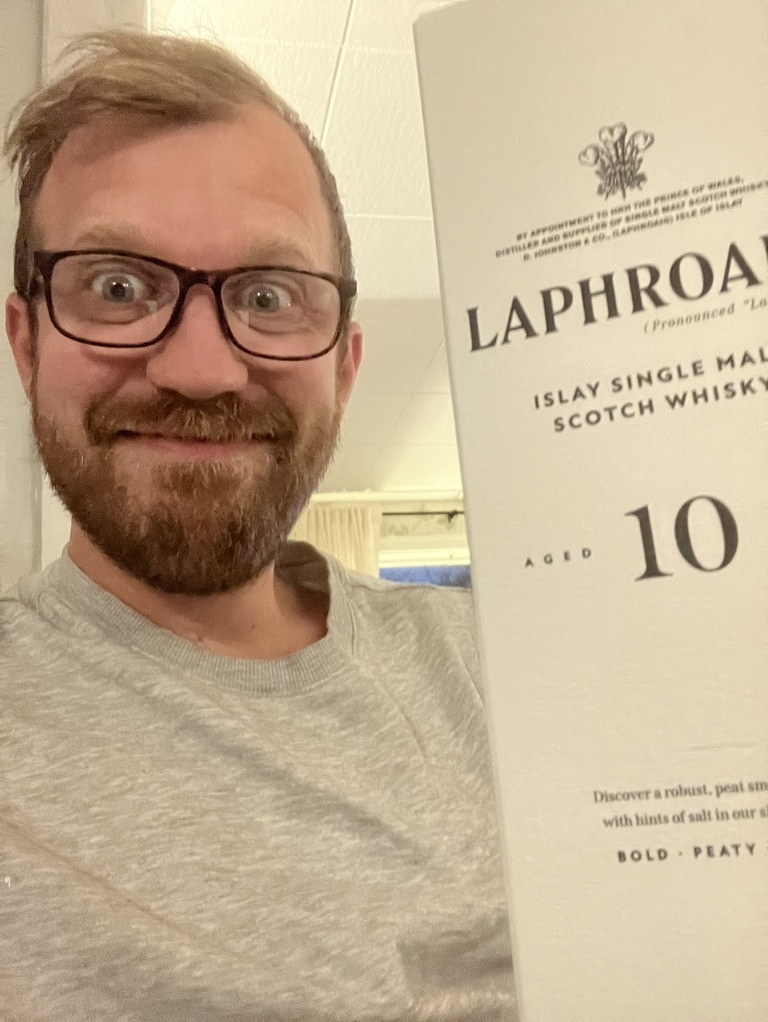 BY APPOINTMENT TO HRH THE PRINCE OF WALES,
DISTILLER AND SUPPLIER OF SINGLE MALT SCOTCH WHISKY
D. JOHNSTON & CO., (LAPHROAIG) ISLE OF ISLAY
LAPHROA
(Pronounced "La
ISLAY SINGLE MAL
SCOTCH WHISKY
AGED 10
Discover a robust, peat sm
with hints of salt in our s
BOLD · PEATY